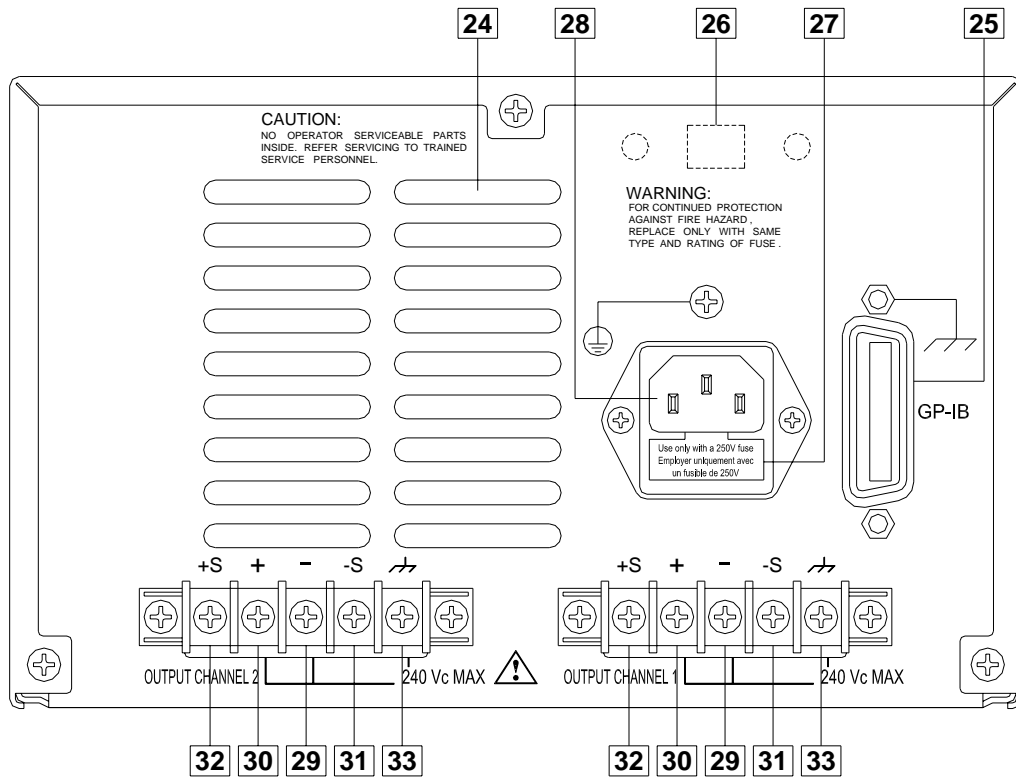 24 28 26 27 25
CAUTION:
NO OPERATOR SERVICEABLE PARTS
INSIDE. REFER SERVICING TO TRAINED
SERVICE PERSONNEL.
WARNING:
FOR CONTINUED PROTECTION
AGAINST FIRE HAZARD,
REPLACE ONLY WITH SAME
TYPE AND RATING OF FUSE.
GP-IB
Use only with a 250V fuse
Employer uniquement avec
un fusible de 250V
+S + − -S
+S + − -S
OUTPUT CHANNEL 2 240 Vc MAX
OUTPUT CHANNEL 1 240 Vc MAX
32 30 29 31 33
32 30 29 31 33